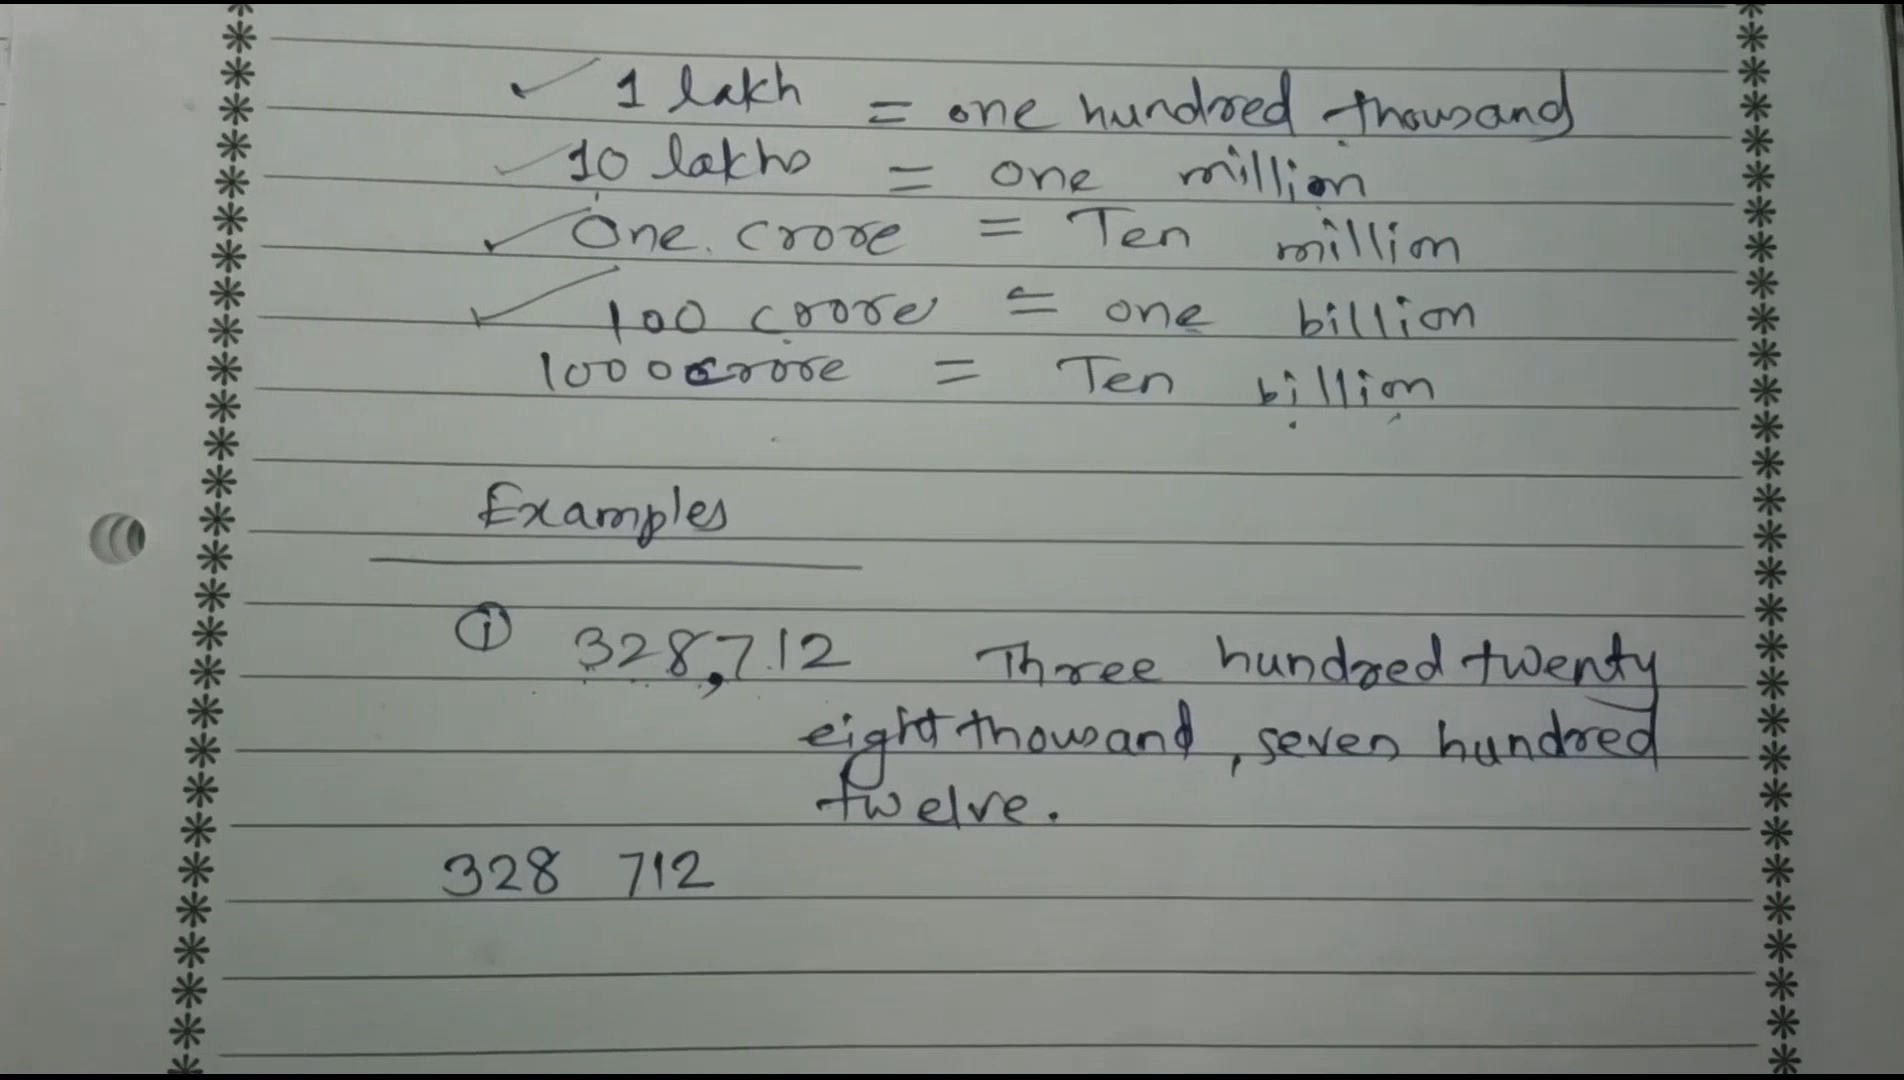 1 lakh = one hundred thousand
10 lakhs = one million
One crore = Ten million
100 crore = one billion
1000 crore = Ten billion
Examples
① 328,712 Three hundred twenty
eight thousand, seven hundred
twelve.
328 712